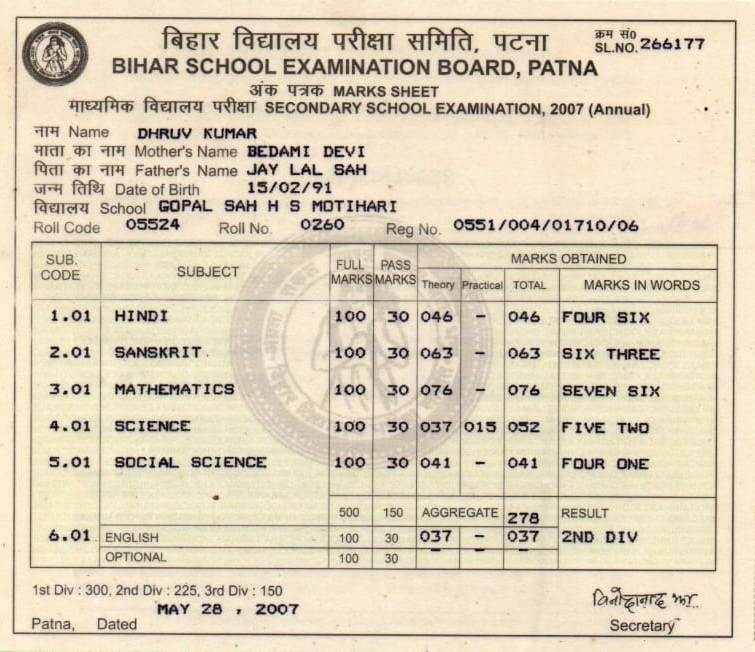 बिहार विद्यालय परीक्षा समिति, पटना
क्रम सं०
SL.NO. 266177
BIHAR SCHOOL EXAMINATION BOARD, PATNA
अंक पत्रक MARKS SHEET
माध्यमिक विद्यालय परीक्षा SECONDARY SCHOOL EXAMINATION, 2007 (Annual)
नाम Name DHRUV KUMAR
माता का नाम Mother's Name BEDAMI DEVI
पिता का नाम Father's Name JAY LAL SAH
जन्म तिथि Date of Birth 15/02/91
विद्यालय School GOPAL SAH H S MOTIHARI
Roll Code 05524 Roll No. 0260 Reg No. 0551/004/01710/06
SUB. CODE SUBJECT FULL MARKS PASS MARKS MARKS OBTAINED
Theory Practical TOTAL MARKS IN WORDS
1.01 HINDI 100 30 046 - 046 FOUR SIX
2.01 SANSKRIT 100 30 063 - 063 SIX THREE
3.01 MATHEMATICS 100 30 076 - 076 SEVEN SIX
4.01 SCIENCE 100 30 037 015 052 FIVE TWO
5.01 SOCIAL SCIENCE 100 30 041 - 041 FOUR ONE
500 150 AGGREGATE 278 RESULT
6.01 ENGLISH 100 30 037 - 037 2ND DIV
OPTIONAL 100 30 - - -
1st Div : 300, 2nd Div : 225, 3rd Div : 150
MAY 28 , 2007
Patna, Dated
Secretary